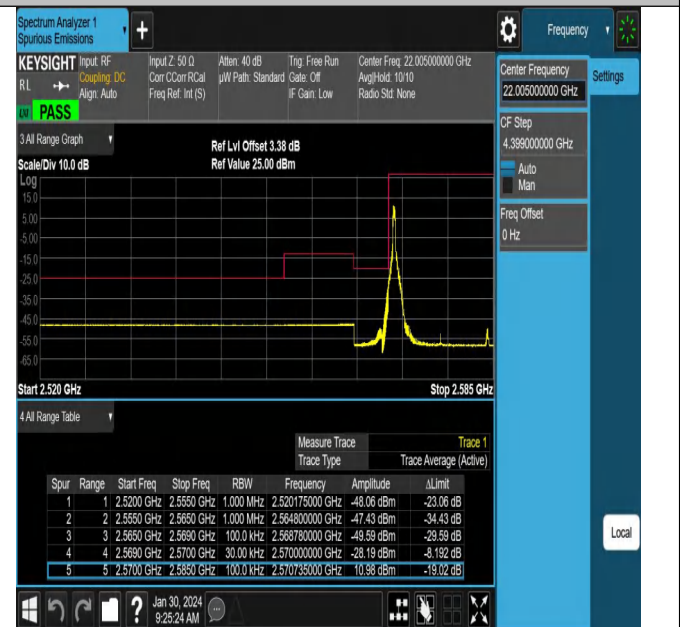 Spectrum Analyzer 1
Spurious Emissions
Frequency
KEYSIGHT Input: RF Input Z: 50 Ω Atten: 40 dB Trig: Free Run Center Freq: 22.005000000 GHz
RL Coupling: DC Corr CCorr RCal µW Path: Standard Gate: Off Avg|Hold: 10/10
Align: Auto Freq Ref: Int (S) IF Gain: Low Radio Std: None
PASS
Center Frequency
22.005000000 GHz
Settings
CF Step
4.399000000 GHz
Auto
Man
Freq Offset
0 Hz
3 All Range Graph
Ref Lvl Offset 3.38 dB
Scale/Div 10.0 dB Ref Value 25.00 dBm
Log
15.0
5.00
-5.00
-15.0
-25.0
-35.0
-45.0
-55.0
-65.0
Start 2.520 GHz Stop 2.585 GHz
4 All Range Table
Measure Trace Trace 1
Trace Type Trace Average (Active)
Spur Range Start Freq Stop Freq RBW Frequency Amplitude ΔLimit
1 1 2.5200 GHz 2.5550 GHz 1.000 MHz 2.520175000 GHz -48.06 dBm -23.06 dB
2 2 2.5550 GHz 2.5650 GHz 1.000 MHz 2.564800000 GHz -47.43 dBm -34.43 dB
3 3 2.5650 GHz 2.5690 GHz 100.0 kHz 2.568780000 GHz -49.59 dBm -29.59 dB
4 4 2.5690 GHz 2.5700 GHz 30.00 kHz 2.570000000 GHz -28.19 dBm -8.192 dB
5 5 2.5700 GHz 2.5850 GHz 100.0 kHz 2.570735000 GHz 10.98 dBm -19.02 dB
Local
Jan 30, 2024
9:25:24 AM